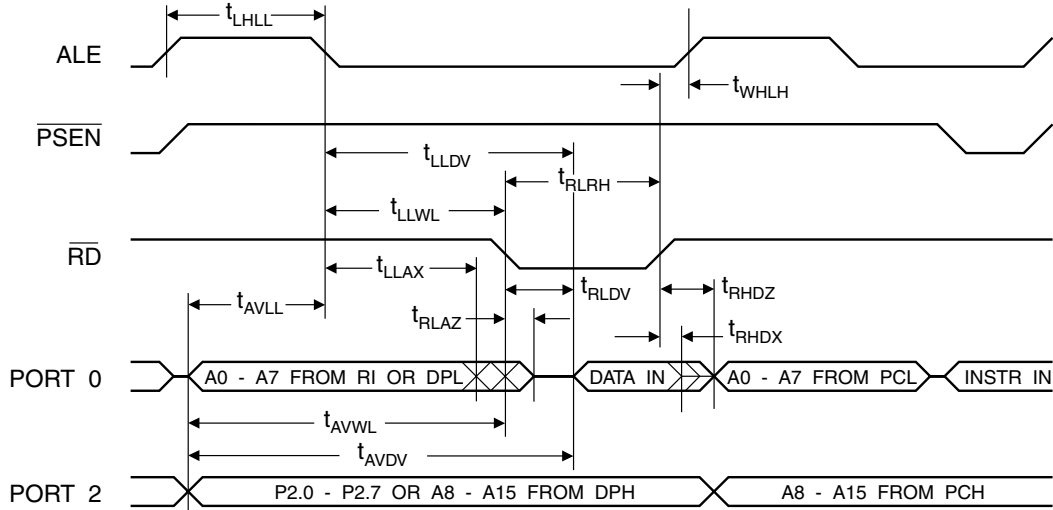 tLHLL
ALE
tWHLH
PSEN
tLLDV
tRLRH
tLLWL
RD
tLLAX
tRLDV
tRHDZ
tAVLL
tRLAZ
tRHDX
PORT 0
A0 - A7 FROM RI OR DPL
DATA IN
A0 - A7 FROM PCL
INSTR IN
tAVWL
tAVDV
PORT 2
P2.0 - P2.7 OR A8 - A15 FROM DPH
A8 - A15 FROM PCH